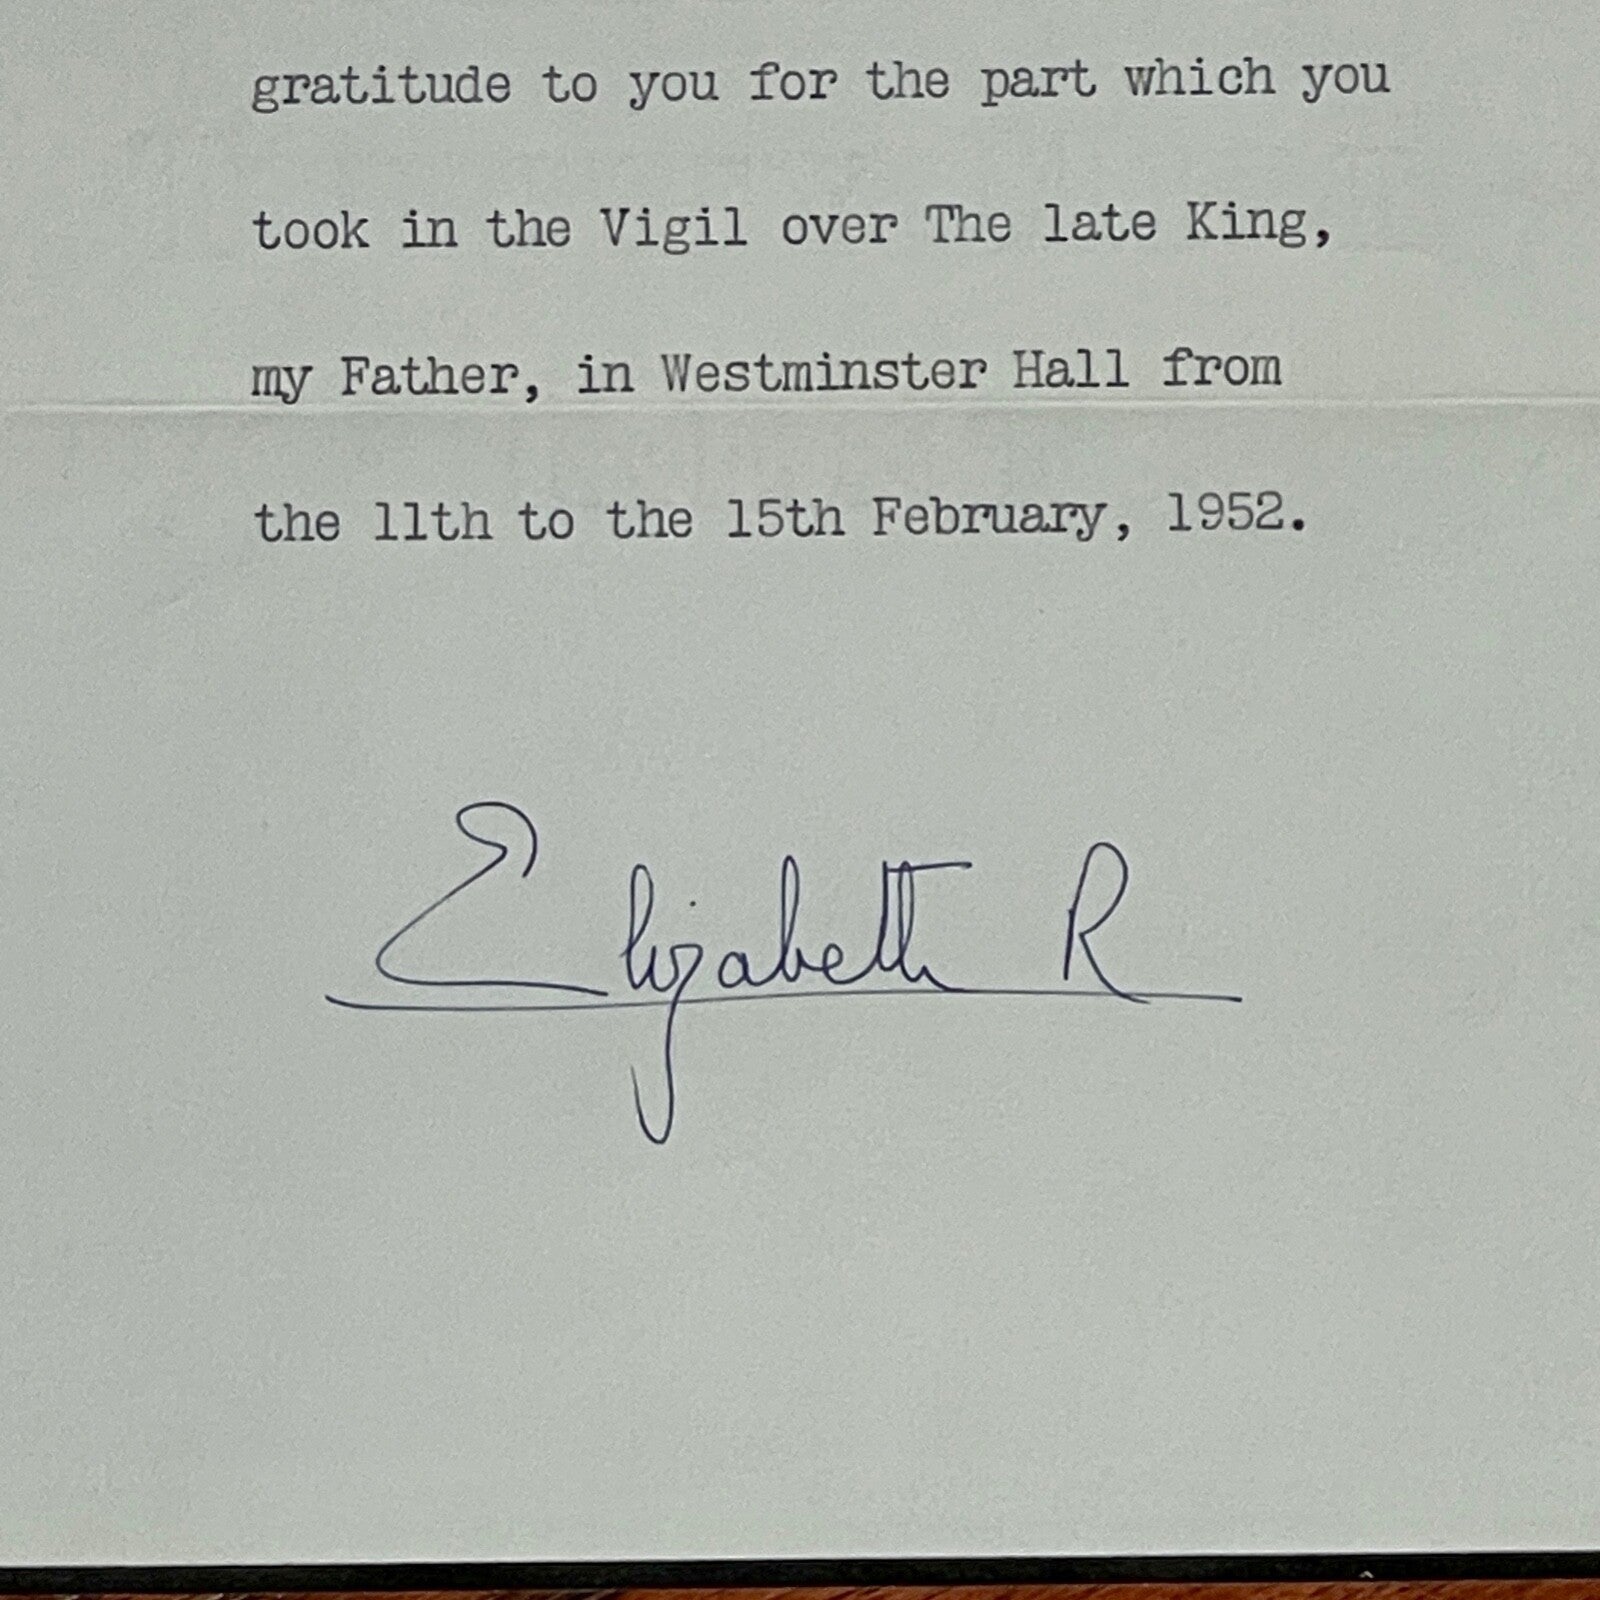 gratitude to you for the part which you
took in the Vigil over The late King,
my Father, in Westminster Hall from
the 11th to the 15th February, 1952.
Elizabeth R